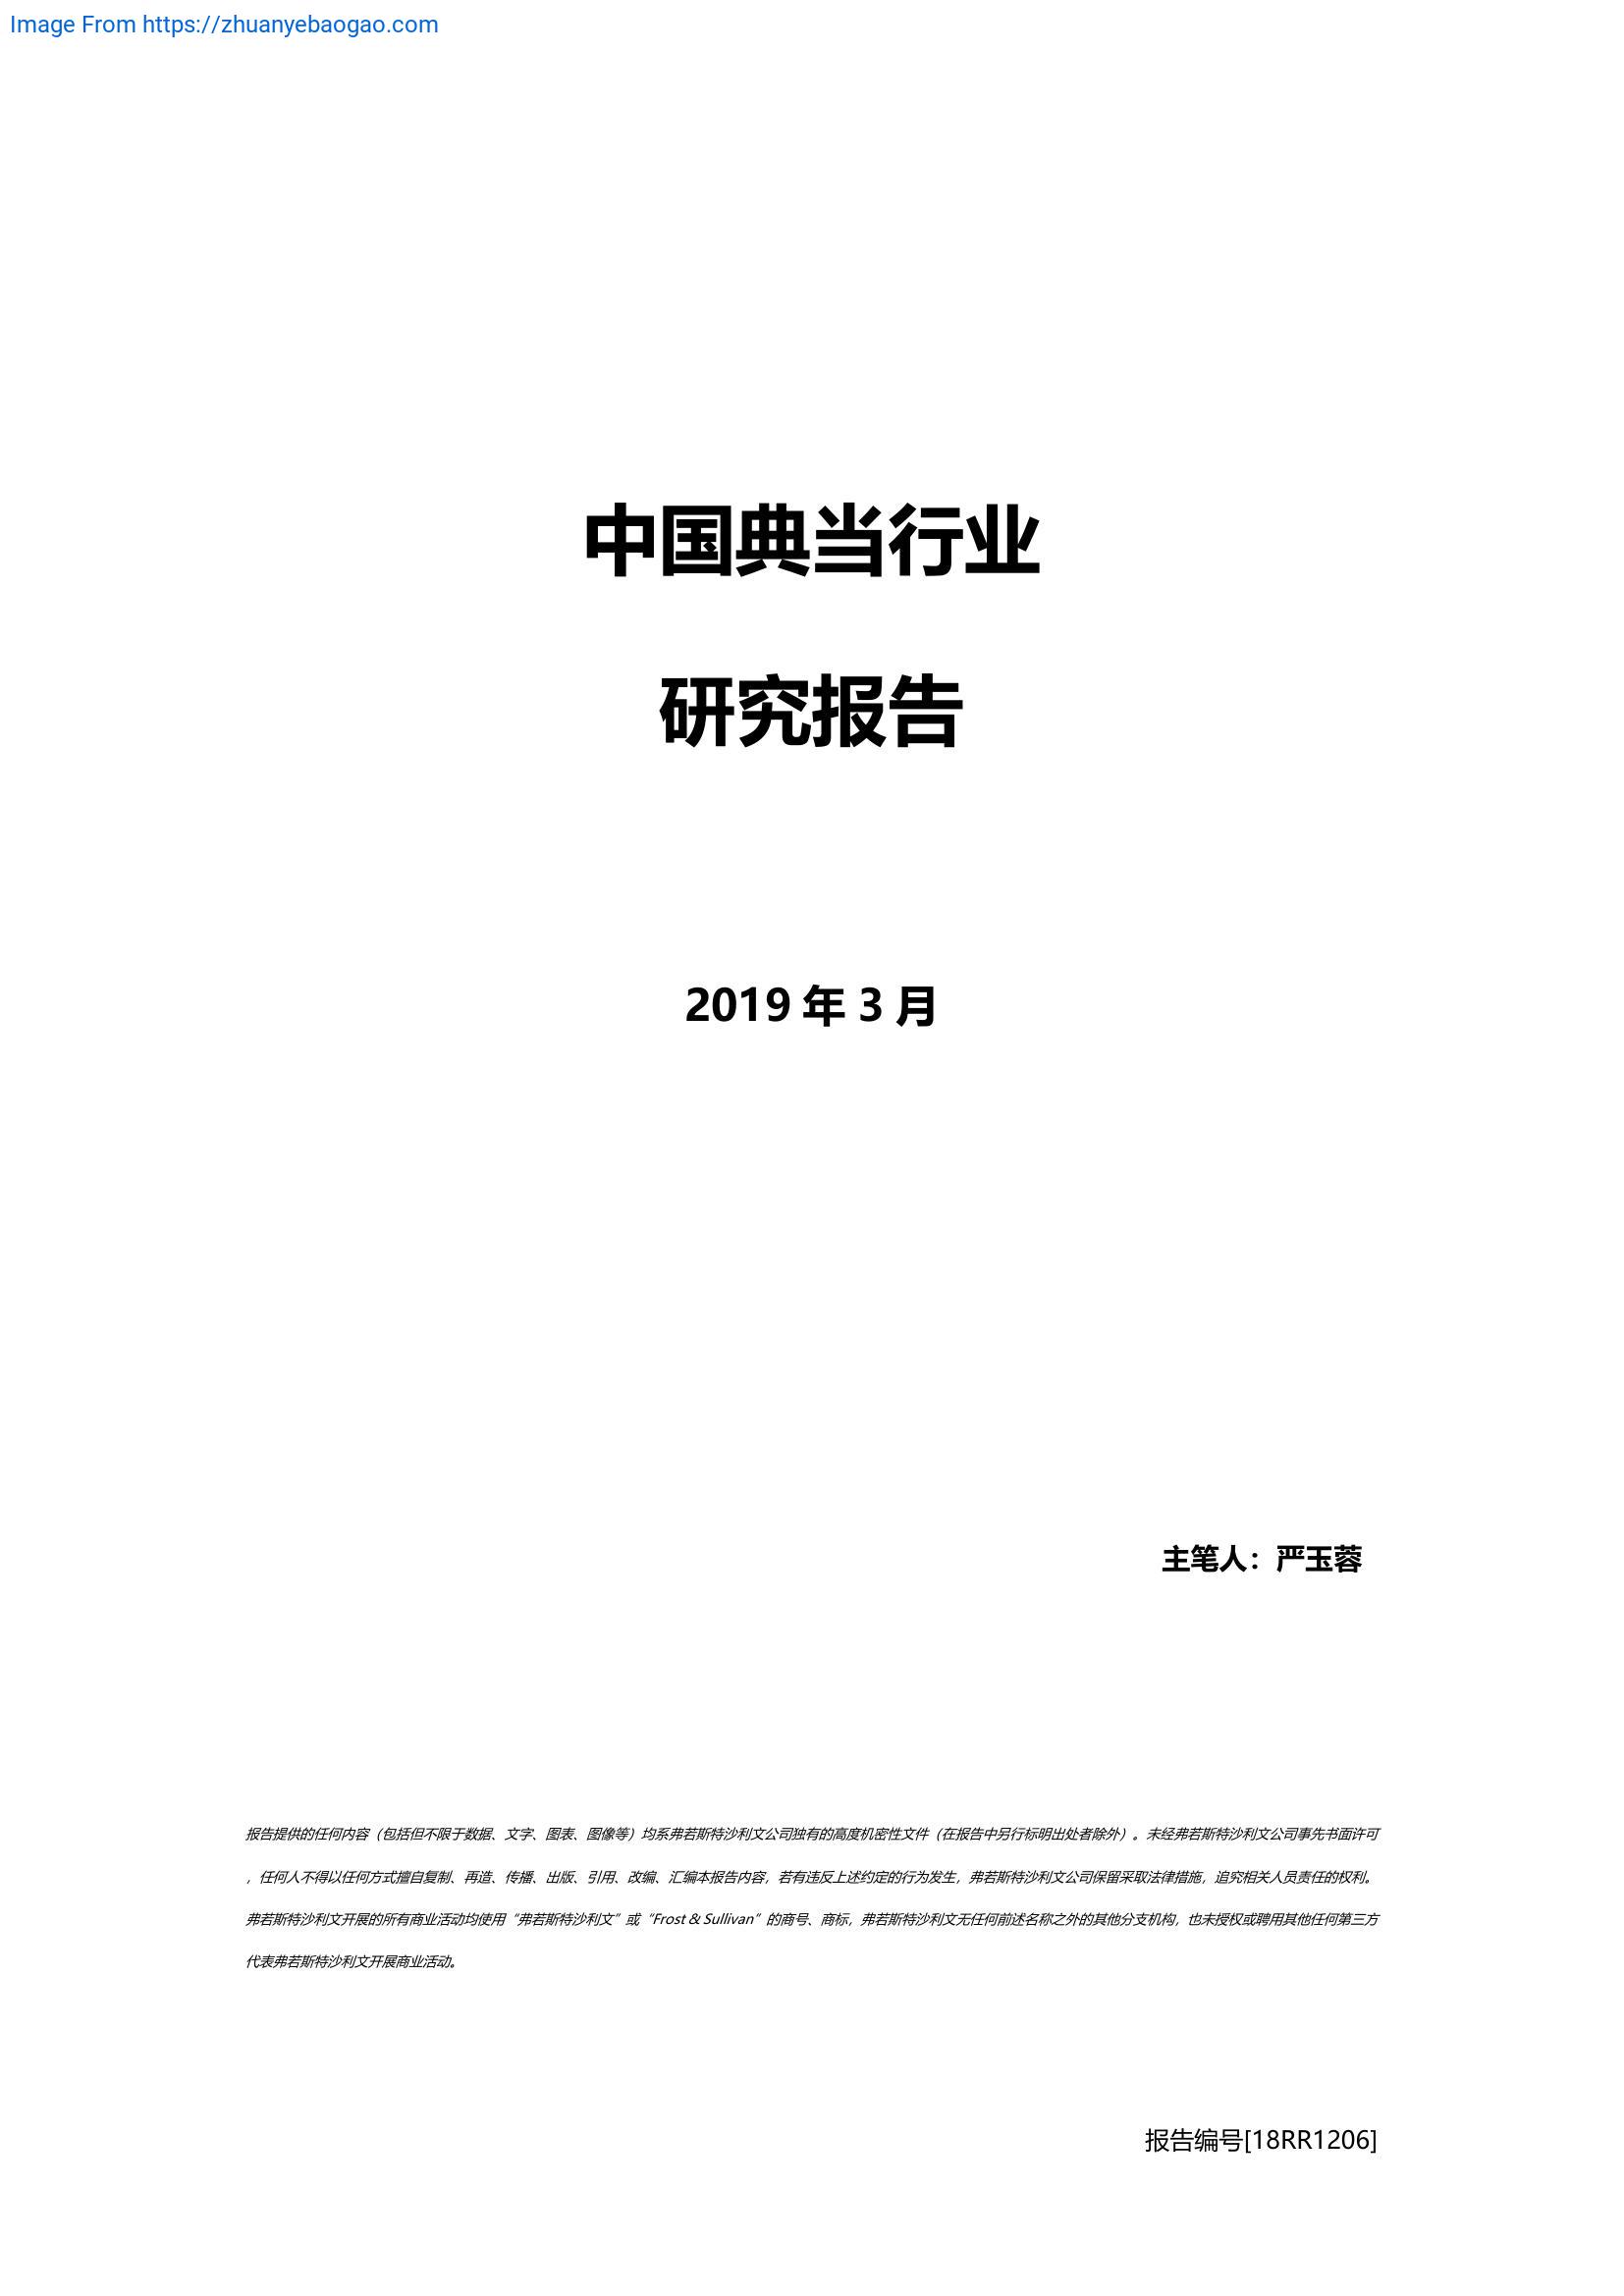 Image From https://zhuanyebaogao.com
中国典当行业
研究报告
2019 年 3 月
主笔人：严玉蓉
报告提供的任何内容（包括但不限于数据、文字、图表、图像等）均系弗若斯特沙利文公司独有的高度机密性文件（在报告中另行标明出处者除外）。未经弗若斯特沙利文公司事先书面许可
，任何人不得以任何方式擅自复制、再造、传播、出版、引用、改编、汇编本报告内容，若有违反上述约定的行为发生，弗若斯特沙利文公司保留采取法律措施，追究相关人员责任的权利。
弗若斯特沙利文开展的所有商业活动均使用“弗若斯特沙利文”或“Frost & Sullivan”的商号、商标，弗若斯特沙利文无任何前述名称之外的其他分支机构，也未授权或聘用其他任何第三方
代表弗若斯特沙利文开展商业活动。
报告编号[18RR1206]